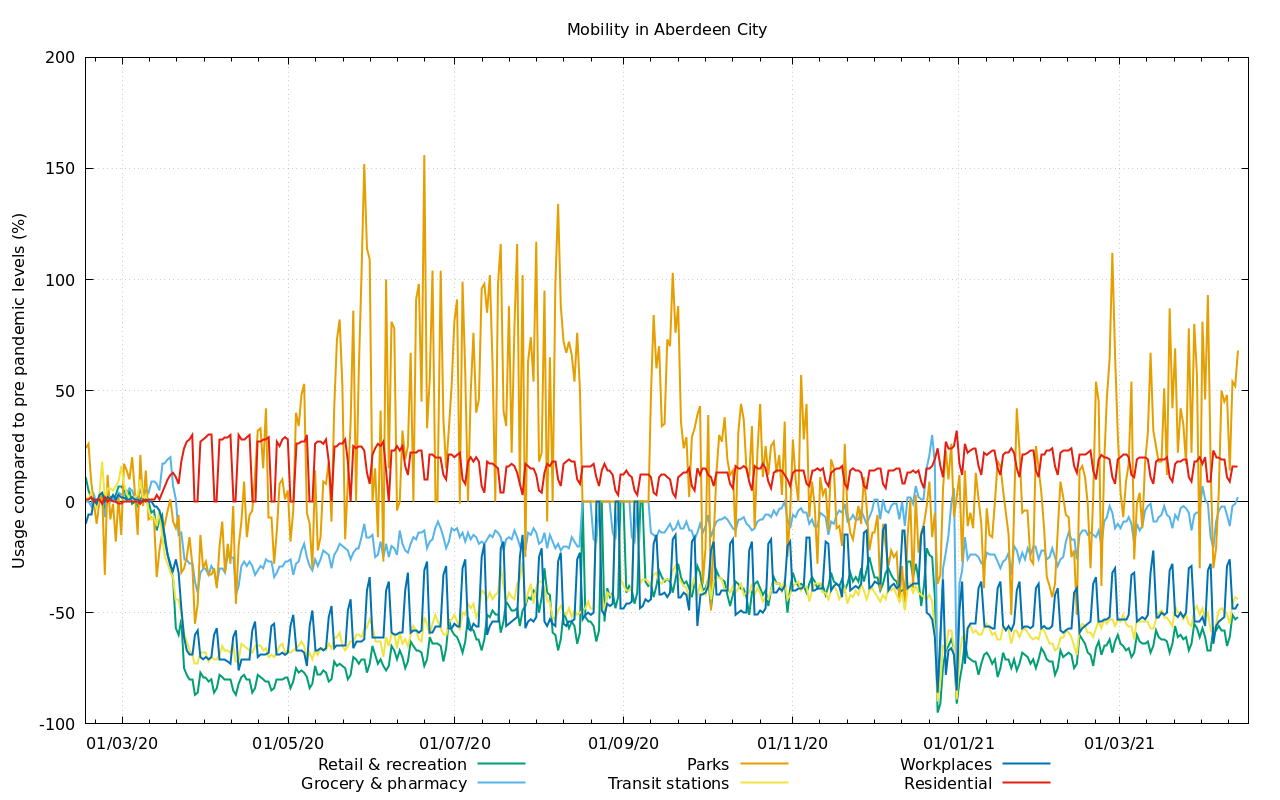 Mobility in Aberdeen City
Usage compared to pre pandemic levels (%)
200
150
100
50
0
-50
-100
01/03/20 01/05/20 01/07/20 01/09/20 01/11/20 01/01/21 01/03/21
Retail & recreation Parks Workplaces
Grocery & pharmacy Transit stations Residential